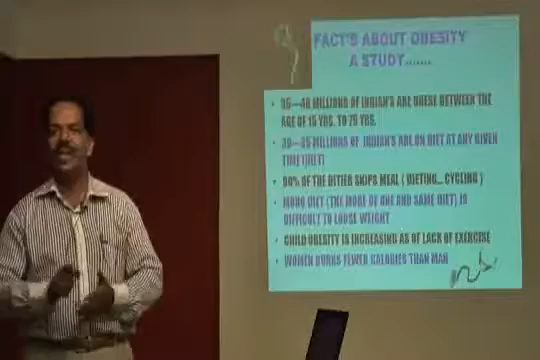 FACT'S ABOUT OBESITY
A STUDY.......
35—40 MILLIONS OF INDIAN'S ARE OBESE BETWEEN THE
AGE OF 15 YRS. TO 75 YRS.
MILLIONS OF INDIAN'S ARE ON DIET AT ANY GIVEN
TIME (DIET)
90% OF THE DITER SKIPS MEAL ( DIETING... CYCLING )
MONO DIET (THE MORE OF ONE AND SAME DIET) IS
DIFFICULT TO LOOSE WEIGHT
CHILD OBESITY IS INCREASING AS OF LACK OF EXERCISE
WOMEN BURNS FEWER CALORIES THAN MAN